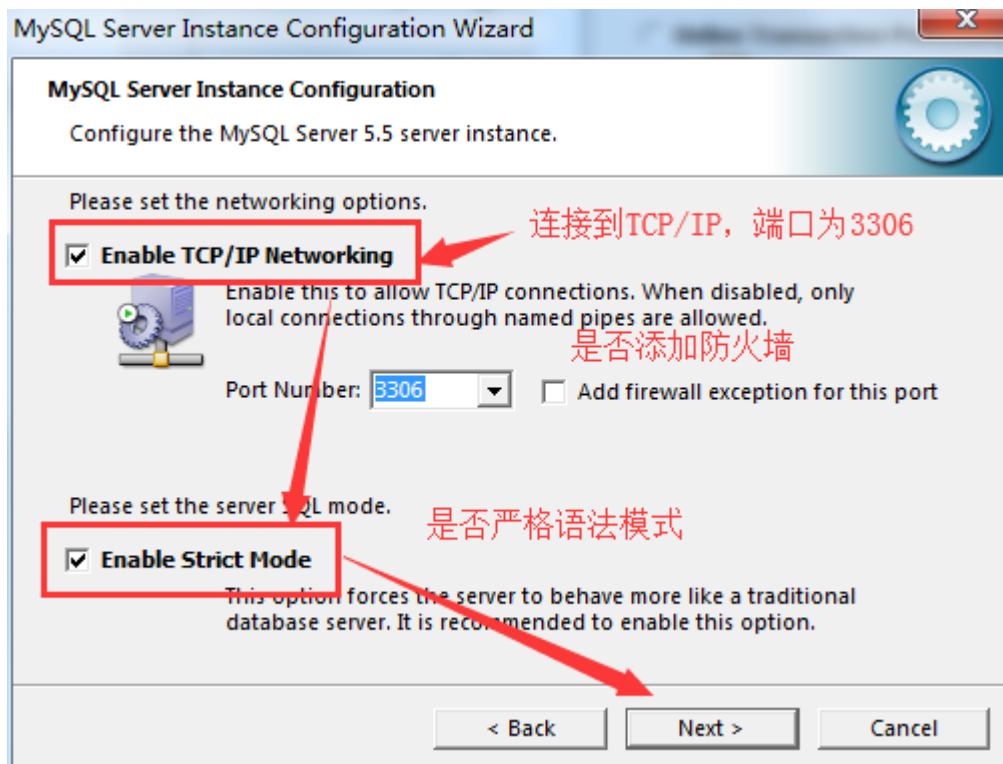 MySQL Server Instance Configuration Wizard
X
MySQL Server Instance Configuration
Configure the MySQL Server 5.5 server instance.
Please set the networking options.
连接到TCP/IP，端口为3306
Enable TCP/IP Networking
Enable this to allow TCP/IP connections. When disabled, only
local connections through named pipes are allowed.
是否添加防火墙
Port Number: 3306
Add firewall exception for this port
Please set the server SQL mode.
是否严格语法模式
Enable Strict Mode
This option forces the server to behave more like a traditional
database server. It is recommended to enable this option.
< Back
Next >
Cancel